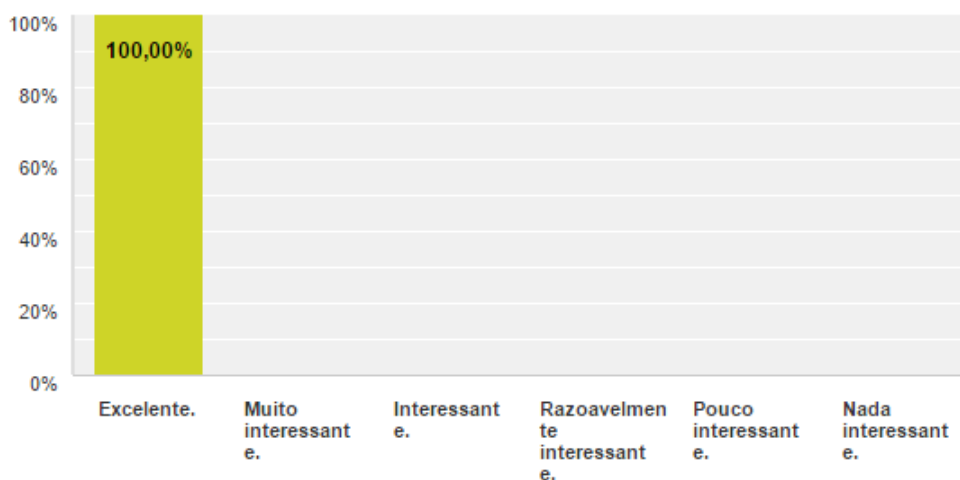 100%
100,00%
80%
60%
40%
20%
0%
Excelente.
Muito
interessant
e.
Interessant
e.
Razoavelmen
te
interessant
e.
Pouco
interessant
e.
Nada
interessant
e.